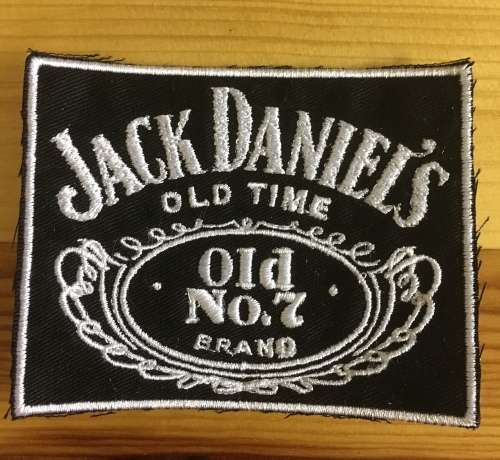 JACK DANIEL'S
OLD TIME
Old
No.7
BRAND